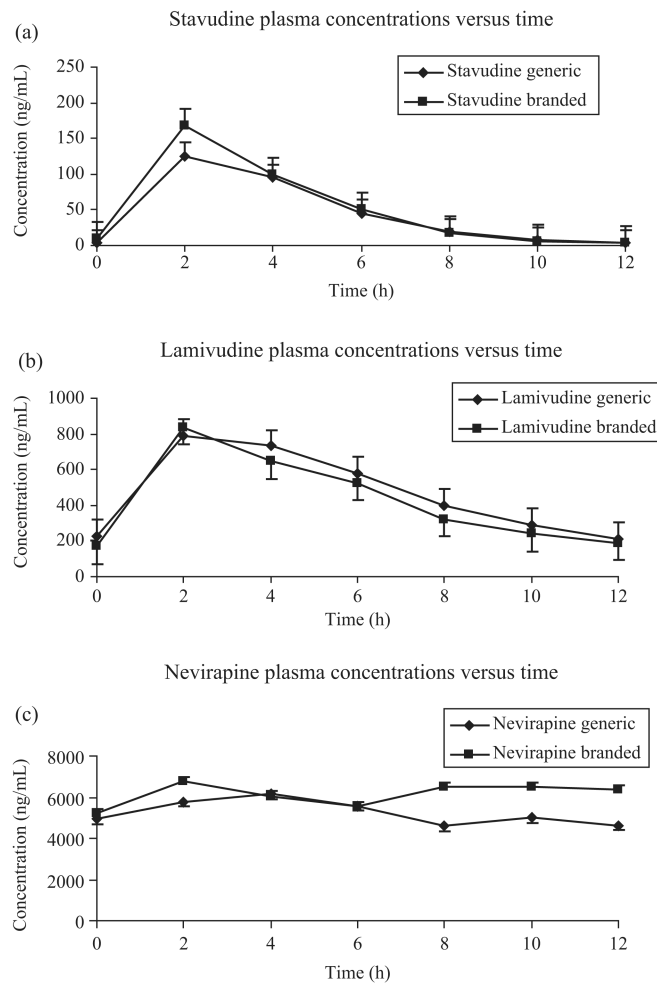 (a)
Stavudine plasma concentrations versus time
Concentration (ng/mL)
250
200
150
100
50
0
Stavudine generic
Stavudine branded
0 2 4 6 8 10 12
Time (h)
(b)
Lamivudine plasma concentrations versus time
Concentration (ng/mL)
1000
800
600
400
200
0
Lamivudine generic
Lamivudine branded
0 2 4 6 8 10 12
Time (h)
Nevirapine plasma concentrations versus time
(c)
Concentration (ng/mL)
8000
6000
4000
2000
0
Nevirapine generic
Nevirapine branded
0 2 4 6 8 10 12
Time (h)